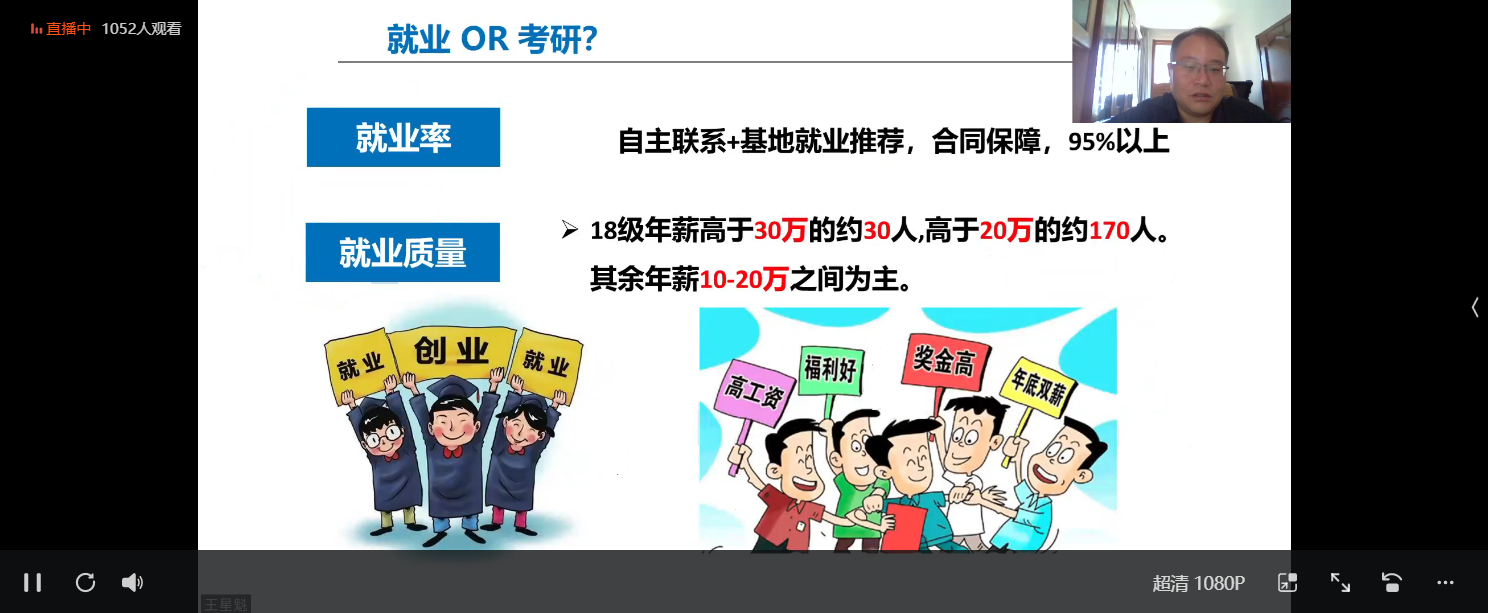 直播中 1052人观看
就业 OR 考研?
就业率
自主联系+基地就业推荐，合同保障，95%以上
就业质量
➢ 18级年薪高于30万的约30人,高于20万的约170人。
其余年薪10-20万之间为主。
就业 创业 就业
高工资 福利好 奖金高 年底双薪
超清 1080P
王星魁